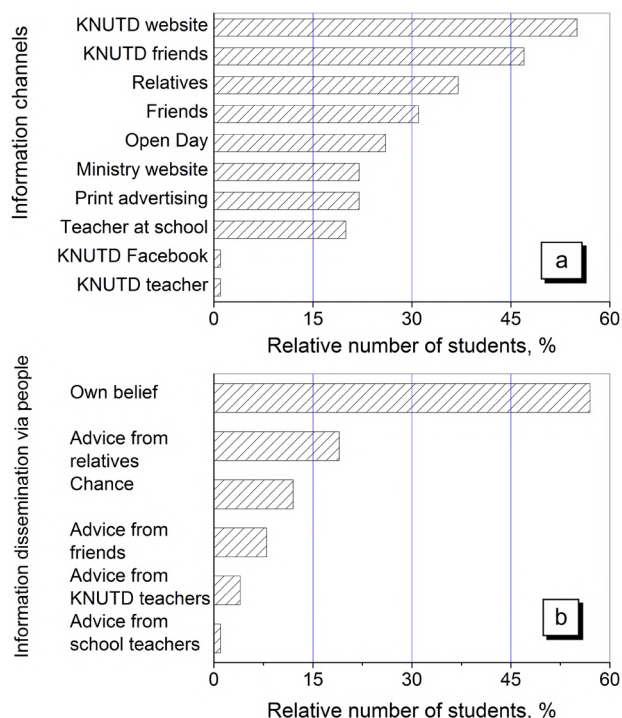 Information channels
KNUTD website
KNUTD friends
Relatives
Friends
Open Day
Ministry website
Print advertising
Teacher at school
KNUTD Facebook
KNUTD teacher
a
0 15 30 45 60
Relative number of students, %
Information dissemination via people
Own belief
Advice from
relatives
Chance
Advice from
friends
Advice from
KNUTD teachers
Advice from
school teachers
b
0 15 30 45 60
Relative number of students, %